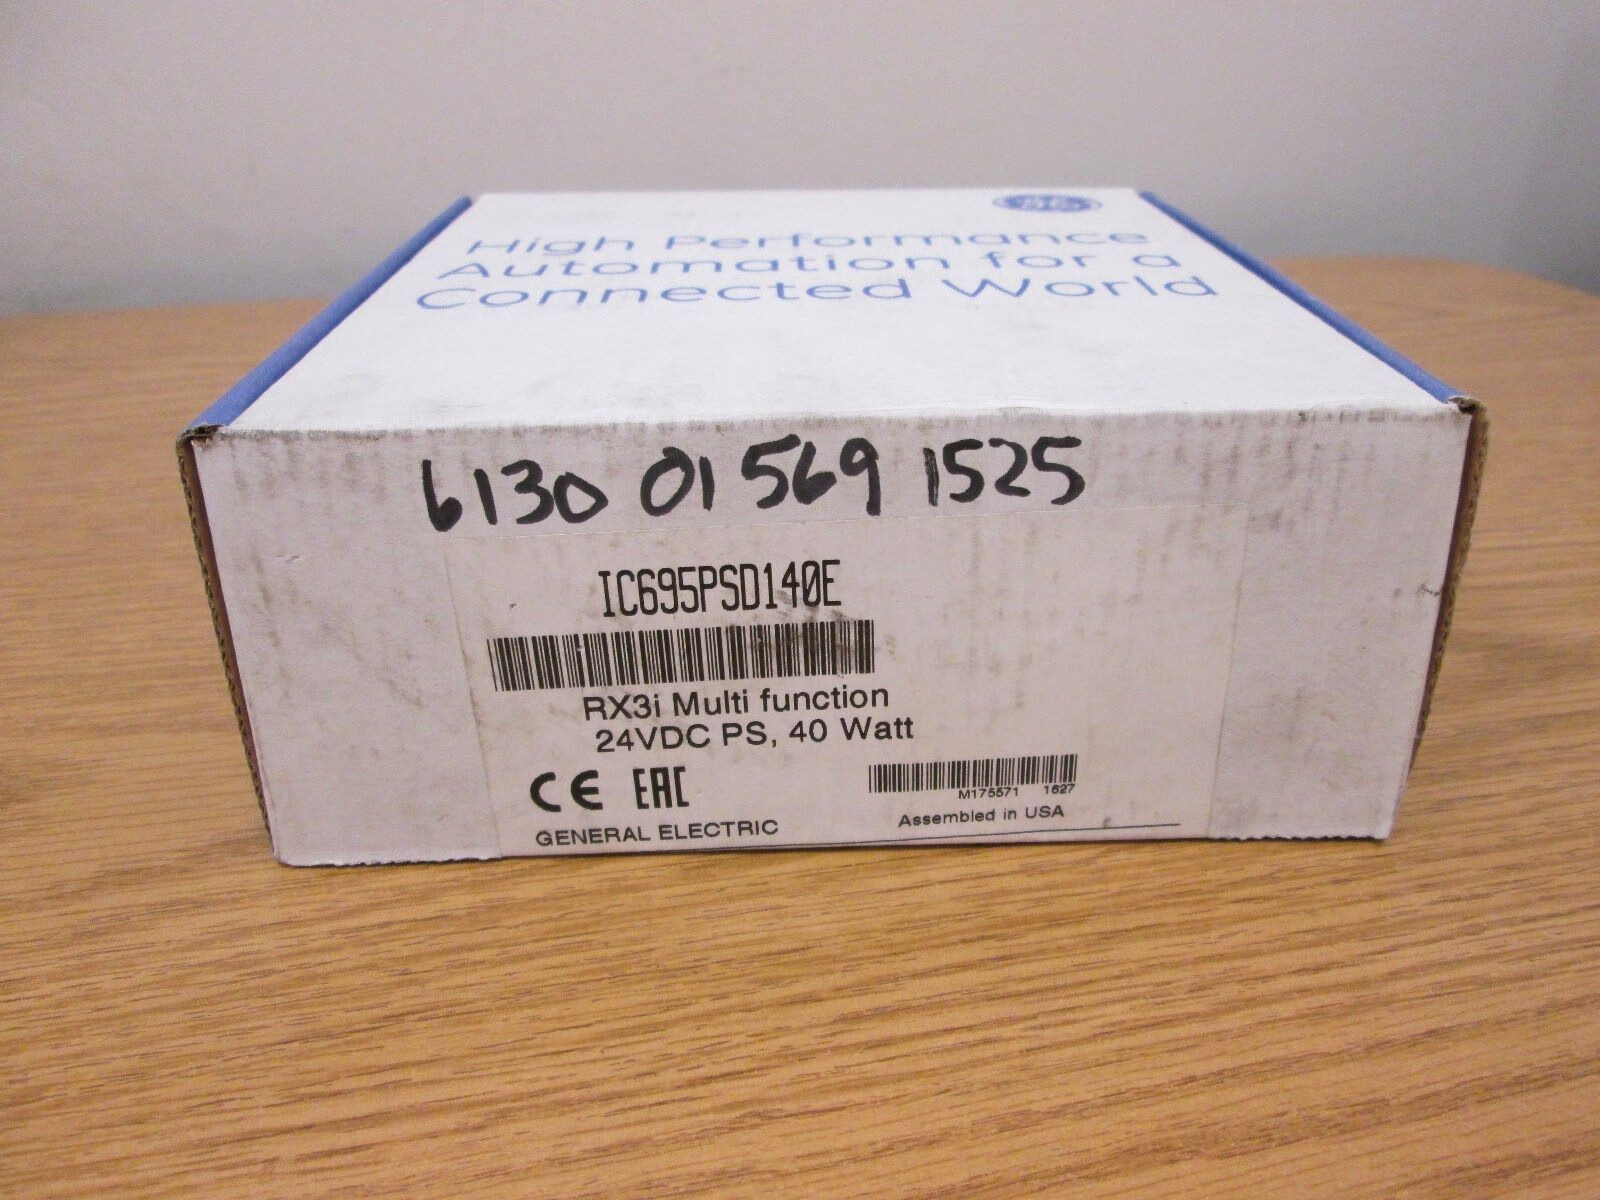 High Performance
Automation for a
Connected World
6130 01 569 1525
IC695PSD140E
RX3i Multi function
24VDC PS, 40 Watt
CE EAC
M175571 1627
GENERAL ELECTRIC
Assembled in USA